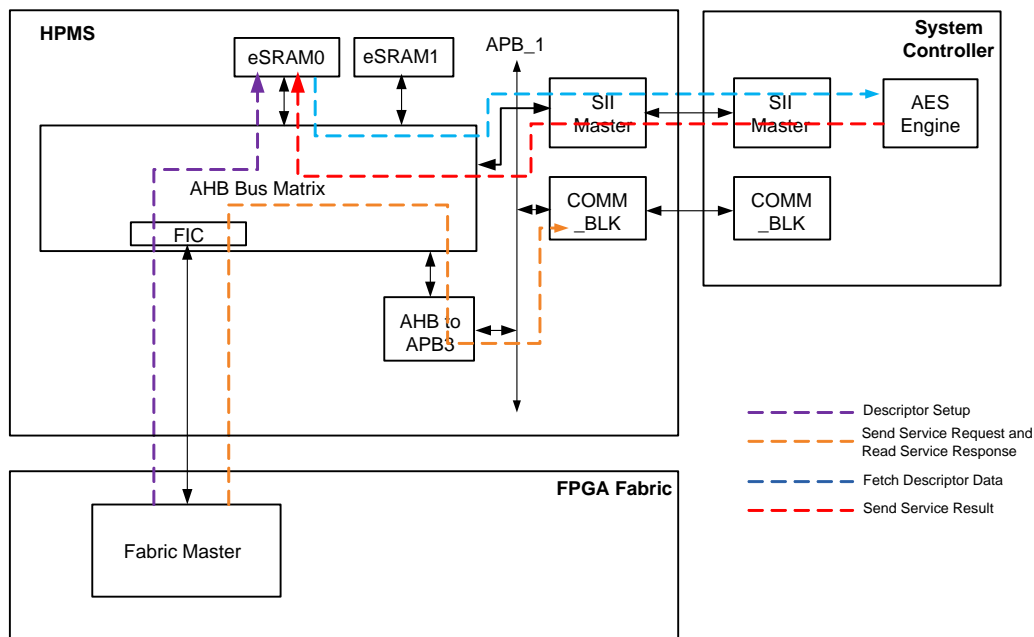 HPMS
System
Controller
eSRAM0
eSRAM1
APB_1
SII
Master
SII
Master
AES
Engine
AHB Bus Matrix
COMM
_BLK
COMM
_BLK
FIC
AHB to
APB3
Descriptor Setup
Send Service Request and
Read Service Response
Fetch Descriptor Data
Send Service Result
FPGA Fabric
Fabric Master